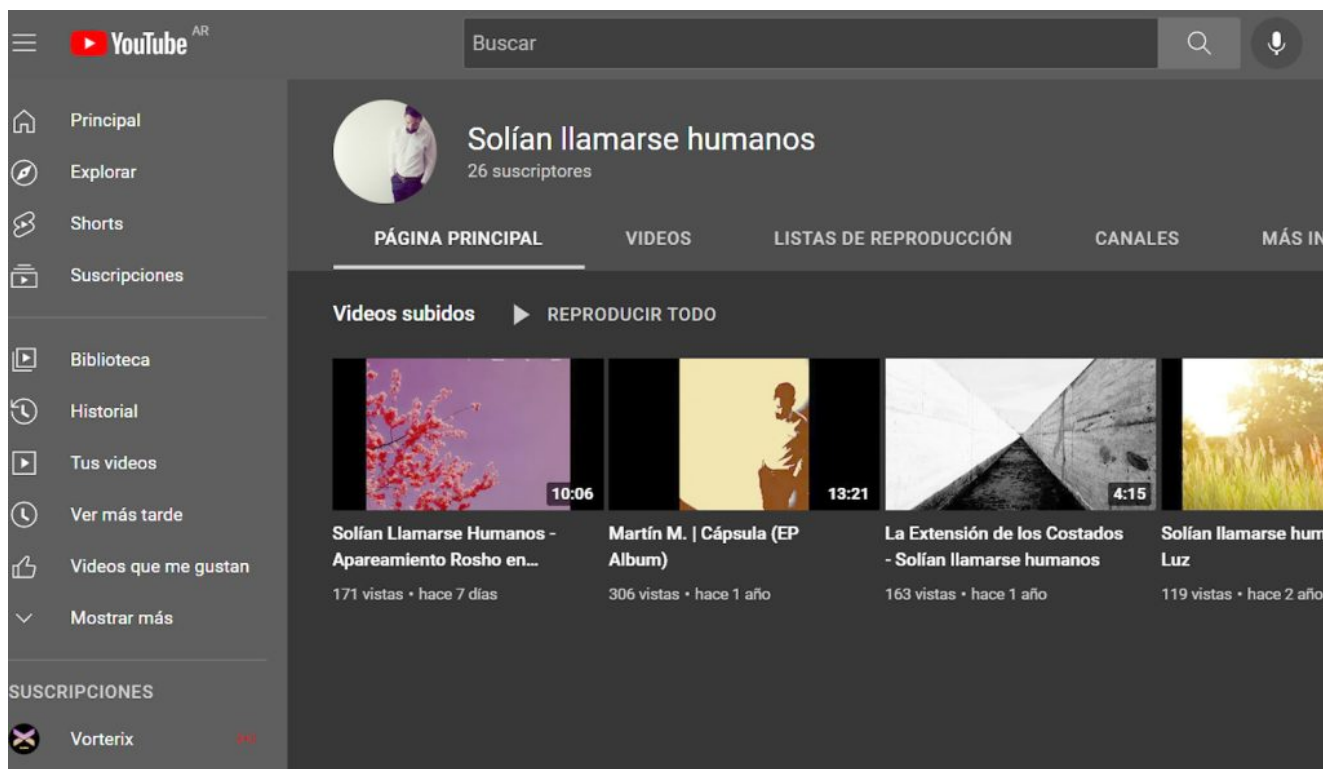 YouTube AR
Buscar
Principal
Explorar
Shorts
Suscripciones
Biblioteca
Historial
Tus videos
Ver más tarde
Videos que me gustan
Mostrar más
SUSCRIPCIONES
Vorterix
Solían llamarse humanos
26 suscriptores
PÁGINA PRINCIPAL VIDEOS LISTAS DE REPRODUCCIÓN CANALES MÁS IN
Videos subidos REPRODUCIR TODO
10:06
Solían Llamarse Humanos -
Apareamiento Rosho en...
171 vistas • hace 7 días
13:21
Martín M. | Cápsula (EP
Album)
306 vistas • hace 1 año
4:15
La Extensión de los Costados
- Solían llamarse humanos
163 vistas • hace 1 año
Solían llamarse hum
Luz
119 vistas • hace 2 año